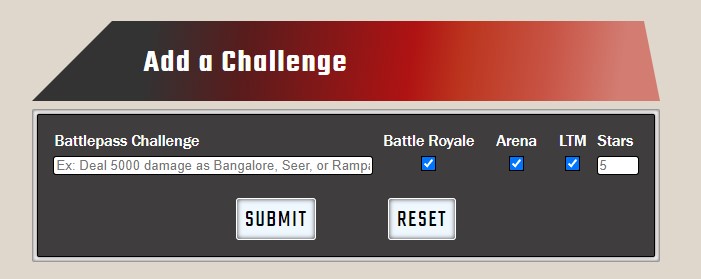 Add a Challenge
Battlepass Challenge Battle Royale Arena LTM Stars
Ex: Deal 5000 damage as Bangalore, Seer, or Rampa 5
SUBMIT RESET